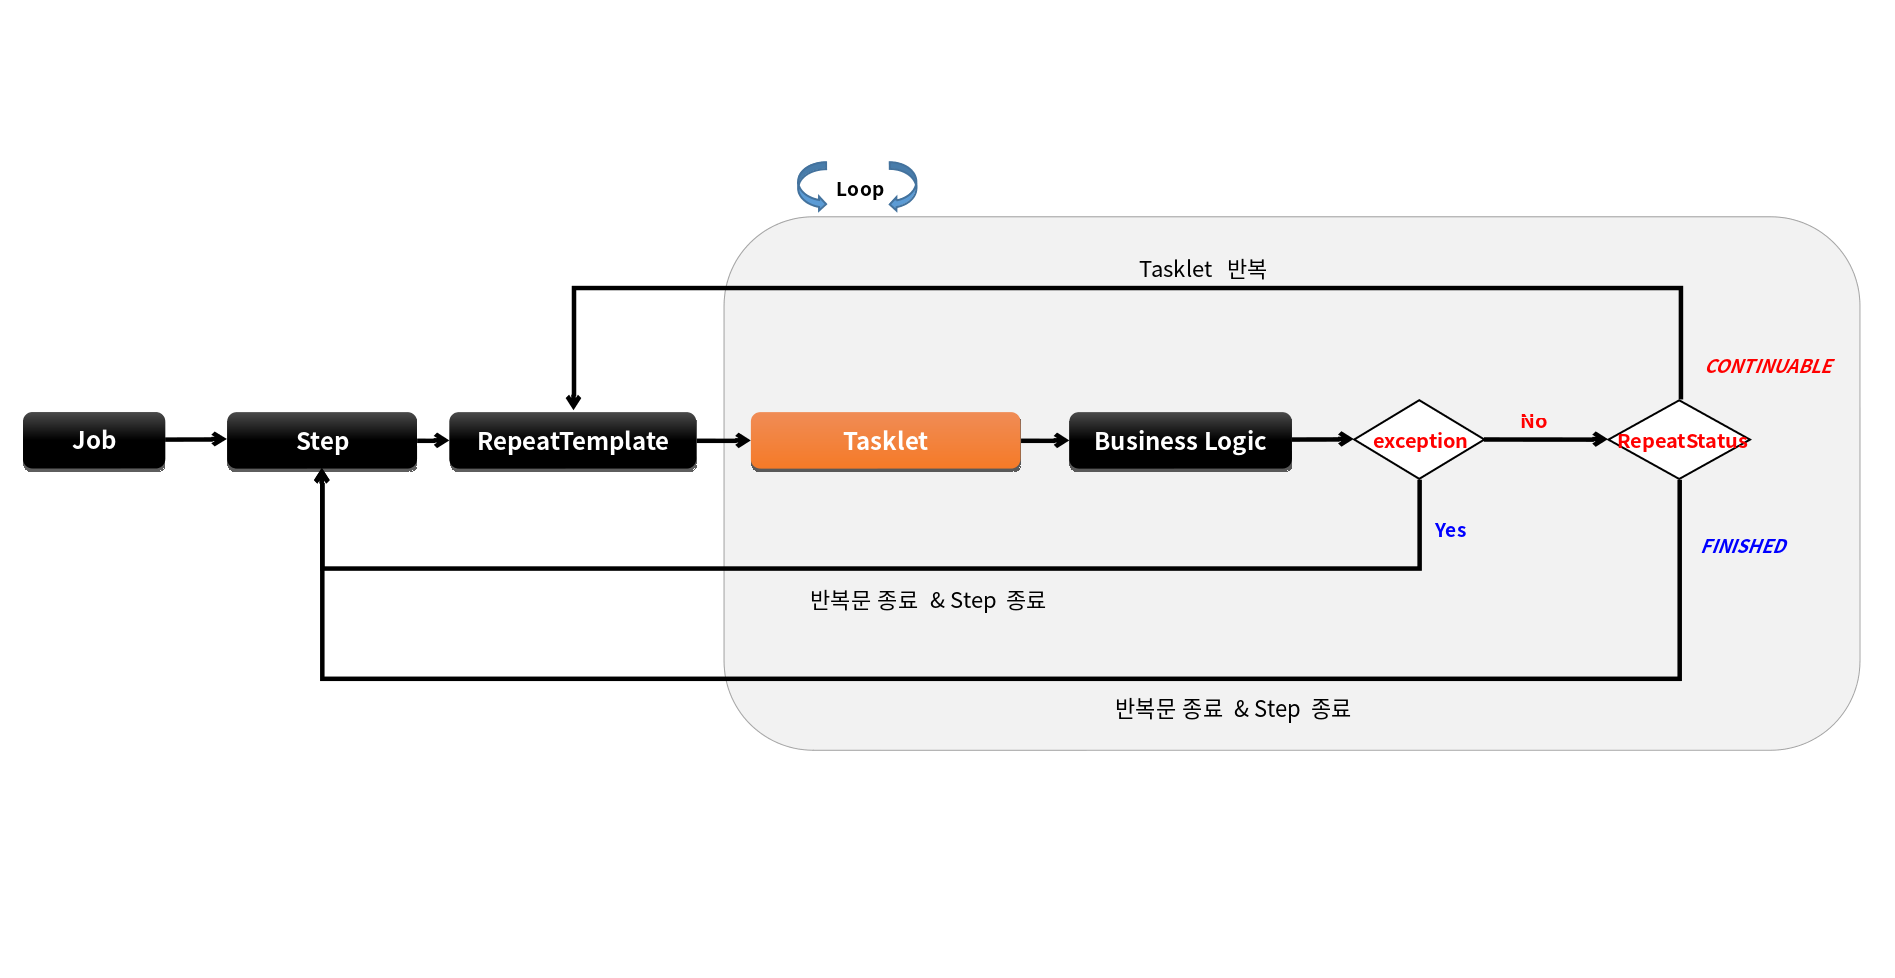 Loop
Tasklet 반복
CONTINUABLE
Job
Step
RepeatTemplate
Tasklet
Business Logic
exception
No
RepeatStatus
Yes
FINISHED
반복문 종료 & Step 종료
반복문 종료 & Step 종료